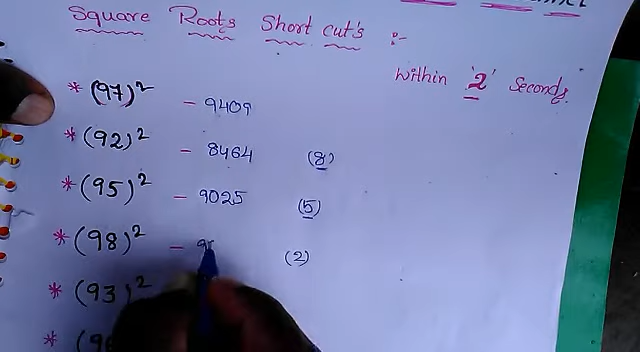 Square Roots Short cut's :-
Within '2' Seconds.
* (97)² - 9409
* (92)² - 8464 (8)
* (95)² - 9025 (5)
* (98)² - 9 (2)
* (93)²
*